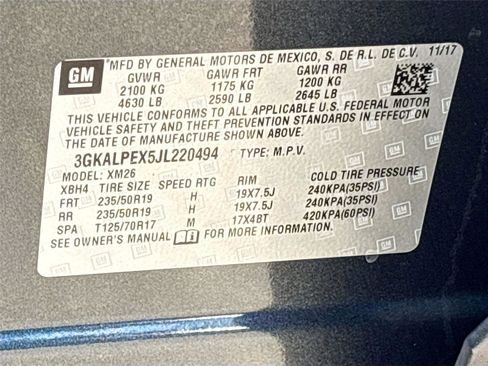 GM
MFD BY GENERAL MOTORS DE MEXICO, S. DE R.L. DE C.V. 11/17
GVWR GAWR FRT GAWR RR
2100 KG 1175 KG 1200 KG
4630 LB 2590 LB 2645 LB
THIS VEHICLE CONFORMS TO ALL APPLICABLE U.S. FEDERAL MOTOR
VEHICLE SAFETY AND THEFT PREVENTION STANDARDS IN EFFECT ON
THE DATE OF MANUFACTURE SHOWN ABOVE.
3GKALPEX5JL220494 TYPE: M.P.V.
MODEL: XM26 COLD TIRE PRESSURE
XBH4 TIRE SIZE SPEED RTG RIM
FRT 235/50R19 H 19X7.5J 240KPA(35PSI)
RR 235/50R19 H 19X7.5J 240KPA(35PSI)
SPA T125/70R17 M 17X4BT 420KPA(60PSI)
SEE OWNER'S MANUAL FOR MORE INFORMATION.